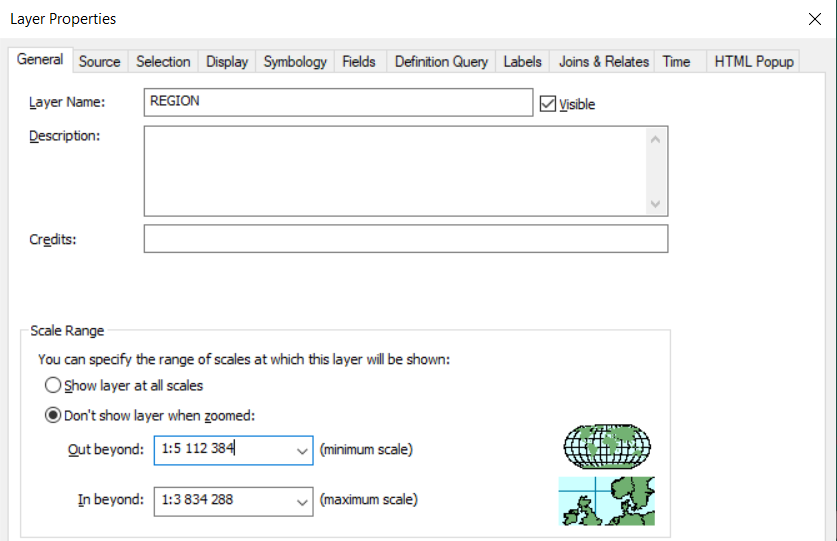 Layer Properties
General Source Selection Display Symbology Fields Definition Query Labels Joins & Relates Time HTML Popup
Layer Name: REGION Visible
Description:
Credits:
Scale Range
You can specify the range of scales at which this layer will be shown:
Show layer at all scales
Don't show layer when zoomed:
Out beyond: 1:5 112 384 (minimum scale)
In beyond: 1:3 834 288 (maximum scale)